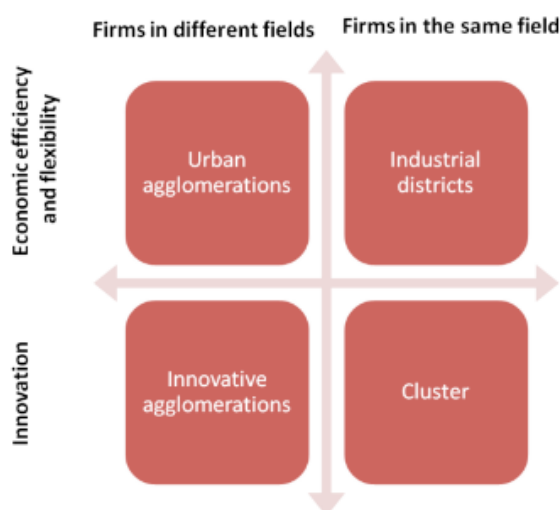 Firms in different fields
Firms in the same field
Economic efficiency
and flexibility
Urban
agglomerations
Industrial
districts
Innovation
Innovative
agglomerations
Cluster